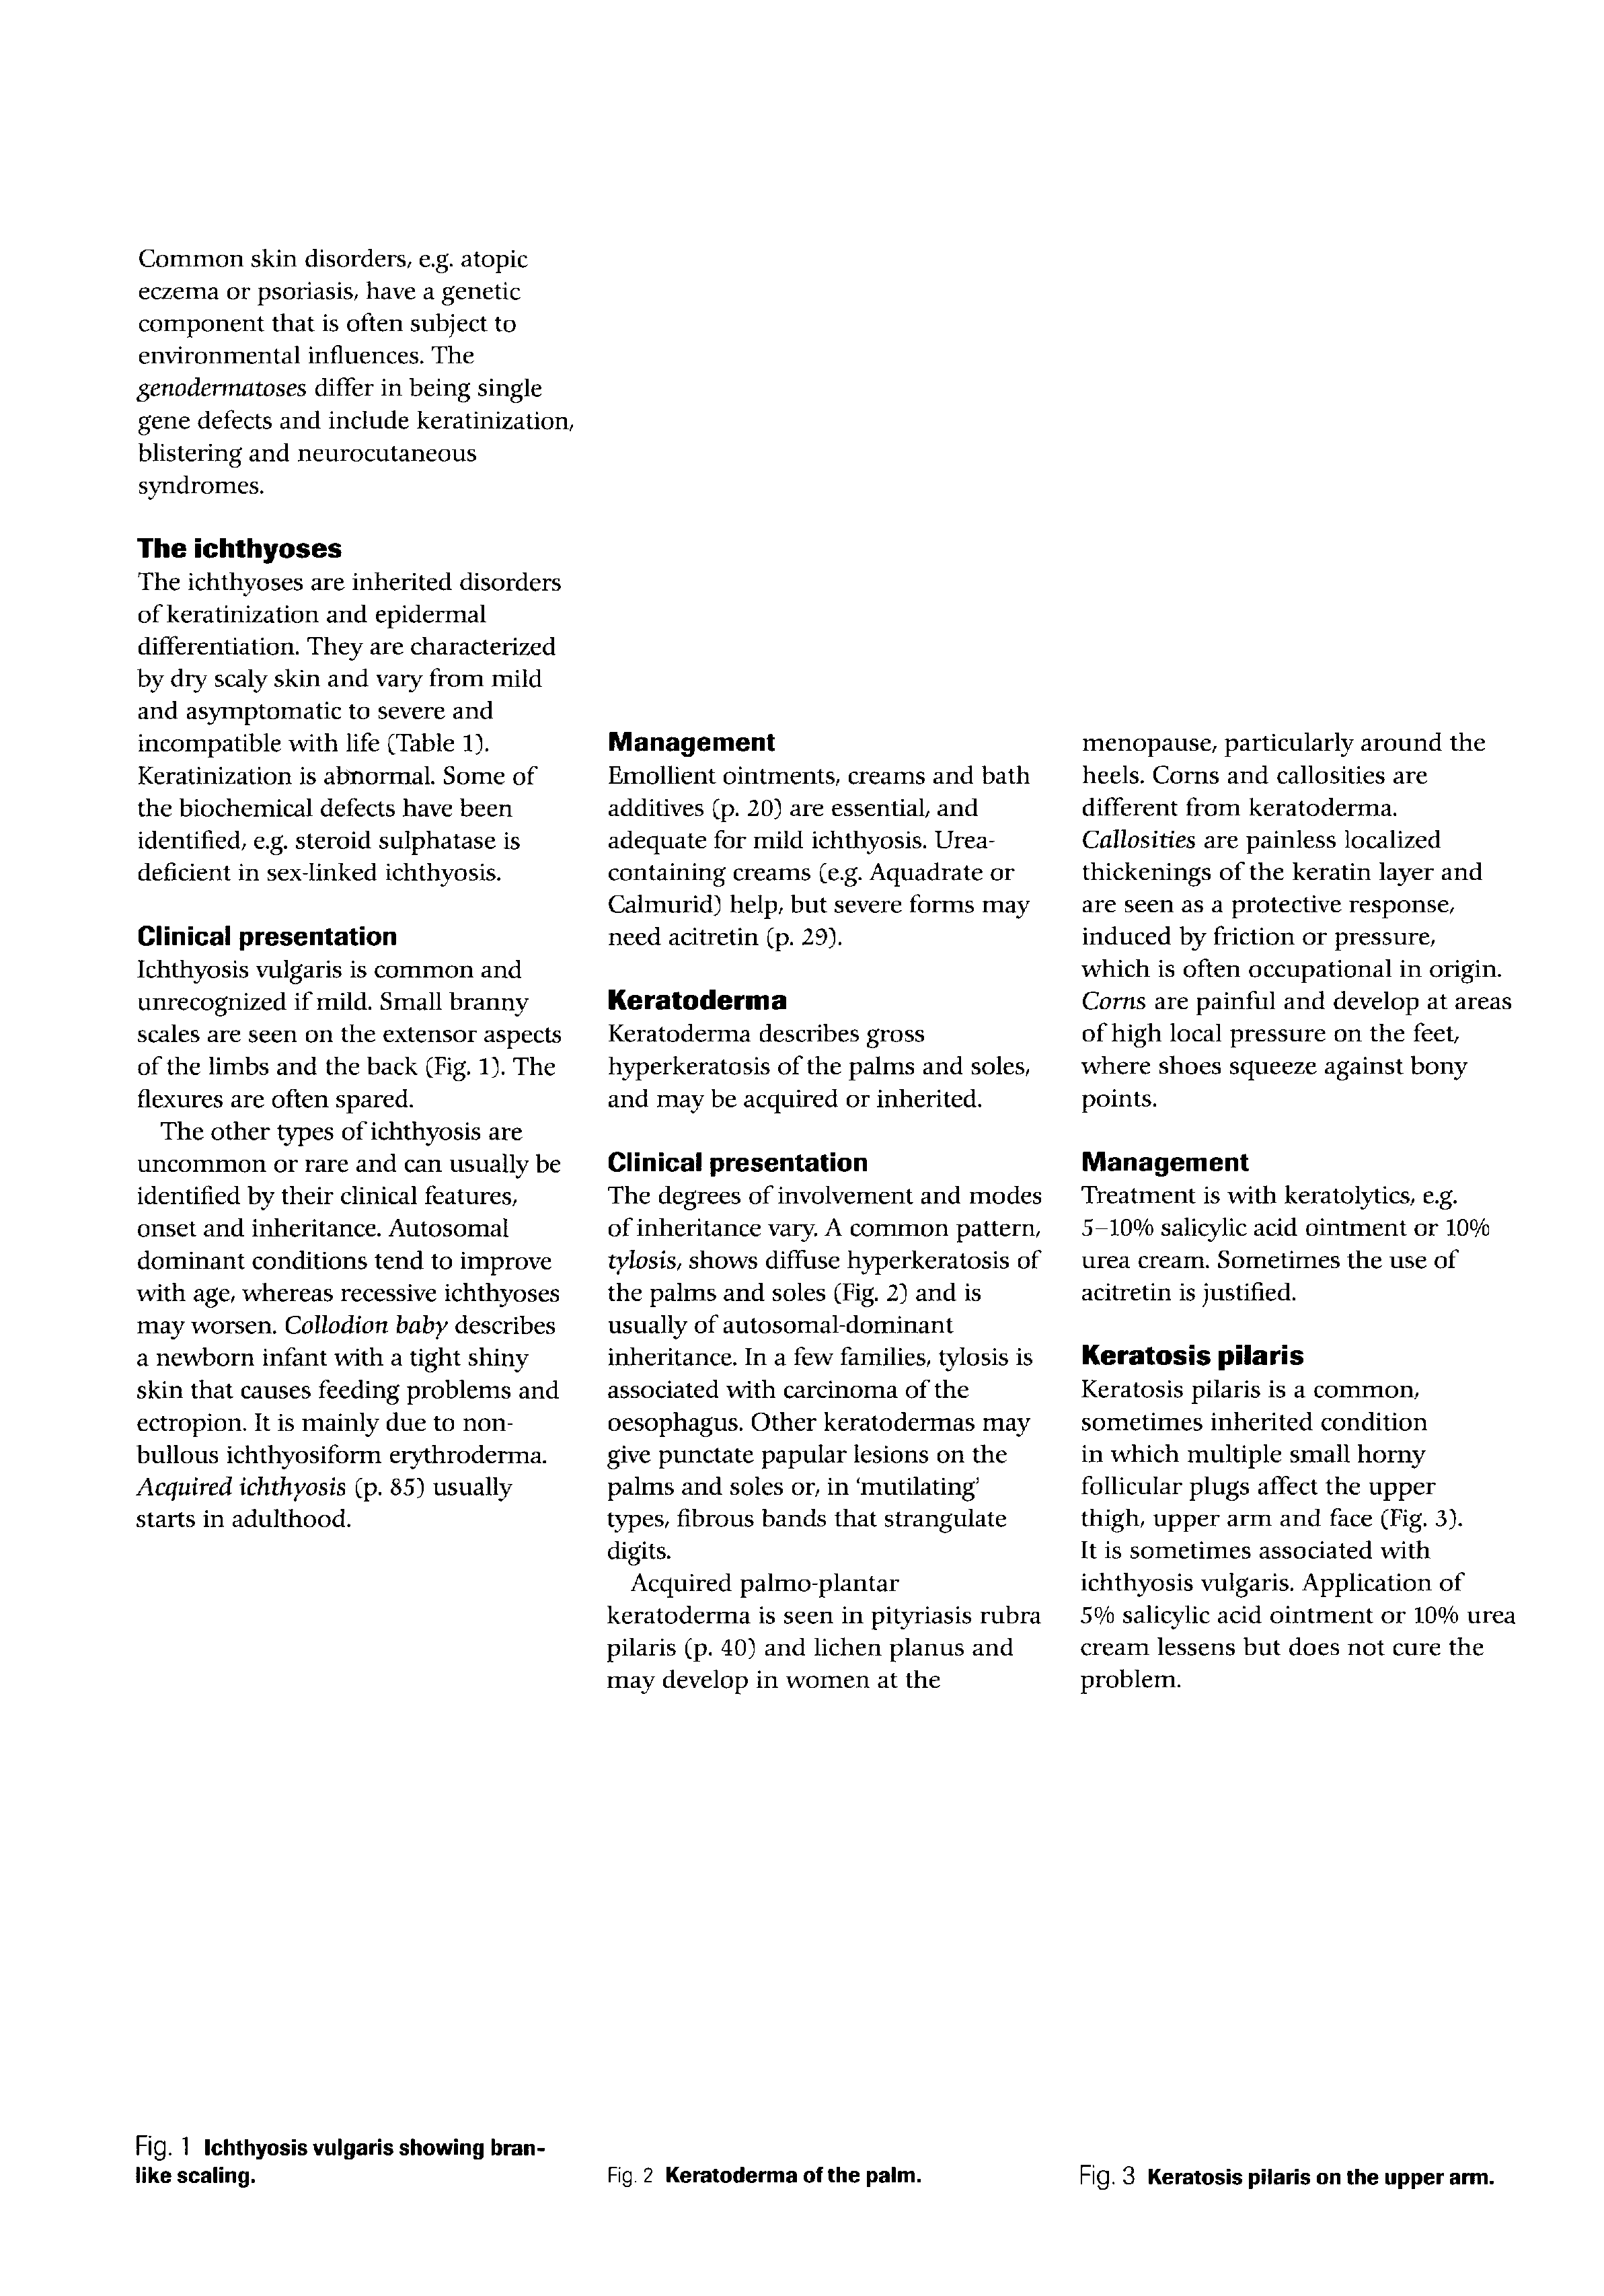 Common skin disorders, e.g. atopic
eczema or psoriasis, have a genetic
component that is often subject to
environmental influences. The
genodermatoses differ in being single
gene defects and include keratinization,
blistering and neurocutaneous
syndromes.
The ichthyoses
The ichthyoses are inherited disorders
of keratinization and epidermal
differentiation. They are characterized
by dry scaly skin and vary from mild
and asymptomatic to severe and
incompatible with life (Table 1).
Keratinization is abnormal. Some of
the biochemical defects have been
identified, e.g. steroid sulphatase is
deficient in sex-linked ichthyosis.
Clinical presentation
Ichthyosis vulgaris is common and
unrecognized if mild. Small branny
scales are seen on the extensor aspects
of the limbs and the back (Fig. 1). The
flexures are often spared.
The other types of ichthyosis are
uncommon or rare and can usually be
identified by their clinical features,
onset and inheritance. Autosomal
dominant conditions tend to improve
with age, whereas recessive ichthyoses
may worsen. Collodion baby describes
a newborn infant with a tight shiny
skin that causes feeding problems and
ectropion. It is mainly due to non-
bullous ichthyosiform erythroderma.
Acquired ichthyosis (p. 85) usually
starts in adulthood.
Management
Emollient ointments, creams and bath
additives (p. 20) are essential, and
adequate for mild ichthyosis. Urea-
containing creams (e.g. Aquadrate or
Calmurid) help, but severe forms may
need acitretin (p. 29).
Keratoderma
Keratoderma describes gross
hyperkeratosis of the palms and soles,
and may be acquired or inherited.
Clinical presentation
The degrees of involvement and modes
of inheritance vary. A common pattern,
tylosis, shows diffuse hyperkeratosis of
the palms and soles (Fig. 2) and is
usually of autosomal-dominant
inheritance. In a few families, tylosis is
associated with carcinoma of the
oesophagus. Other keratodermas may
give punctate papular lesions on the
palms and soles or, in ‘mutilating’
types, fibrous bands that strangulate
digits.
Acquired palmo-plantar
keratoderma is seen in pityriasis rubra
pilaris (p. 40) and lichen planus and
may develop in women at the
menopause, particularly around the
heels. Corns and callosities are
different from keratoderma.
Callosities are painless localized
thickenings of the keratin layer and
are seen as a protective response,
induced by friction or pressure,
which is often occupational in origin.
Corns are painful and develop at areas
of high local pressure on the feet,
where shoes squeeze against bony
points.
Management
Treatment is with keratolytics, e.g.
5–10% salicylic acid ointment or 10%
urea cream. Sometimes the use of
acitretin is justified.
Keratosis pilaris
Keratosis pilaris is a common,
sometimes inherited condition
in which multiple small horny
follicular plugs affect the upper
thigh, upper arm and face (Fig. 3).
It is sometimes associated with
ichthyosis vulgaris. Application of
5% salicylic acid ointment or 10% urea
cream lessens but does not cure the
problem.
Fig. 1 Ichthyosis vulgaris showing bran-
like scaling.
Fig. 2 Keratoderma of the palm.
Fig. 3 Keratosis pilaris on the upper arm.